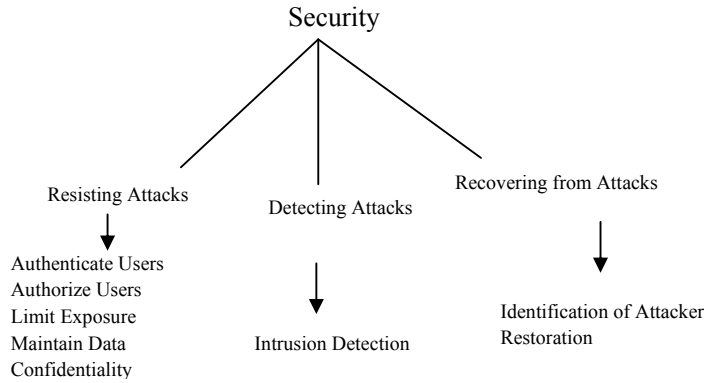 Security
Resisting Attacks
Detecting Attacks
Recovering from Attacks
Authenticate Users
Authorize Users
Limit Exposure
Maintain Data
Confidentiality
Intrusion Detection
Identification of Attacker
Restoration